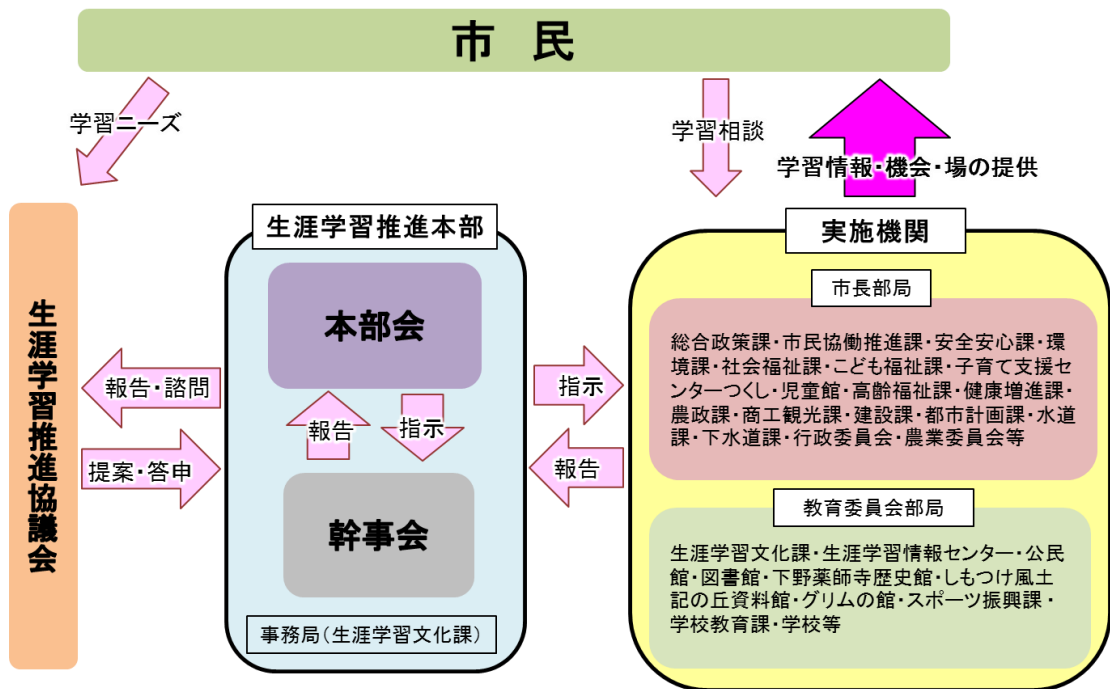 市　民
学習ニーズ
学習相談
学習情報・機会・場の提供
生涯学習推進協議会
報告・諮問
提案・答申
生涯学習推進本部
本部会
報告
指示
幹事会
事務局（生涯学習文化課）
指示
報告
実施機関
市長部局
総合政策課・市民協働推進課・安全安心課・環
境課・社会福祉課・こども福祉課・子育て支援セ
ンターつくし・児童館・高齢福祉課・健康増進課・
農政課・商工観光課・建設課・都市計画課・水道
課・下水道課・行政委員会・農業委員会等
教育委員会部局
生涯学習文化課・生涯学習情報センター・公民
館・図書館・下野薬師寺歴史館・しもつけ風土
記の丘資料館・グリムの館・スポーツ振興課・
学校教育課・学校等